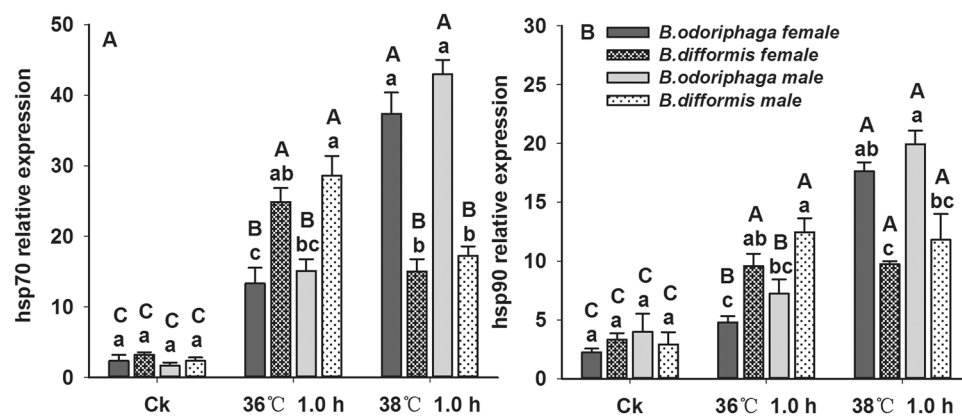 A
hsp70 relative expression
50
40
30
20
10
0
C C C C
a a a a
B A B A
c ab bc a
A B A B
a b a b
Ck 36℃ 1.0 h 38℃ 1.0 h
B
B.odoriphaga female
B.difformis female
B.odoriphaga male
B.difformis male
hsp90 relative expression
30
25
20
15
10
5
0
C C C C
a a a a
B A B A
c ab bc a
A A A A
ab c a bc
Ck 36℃ 1.0 h 38℃ 1.0 h